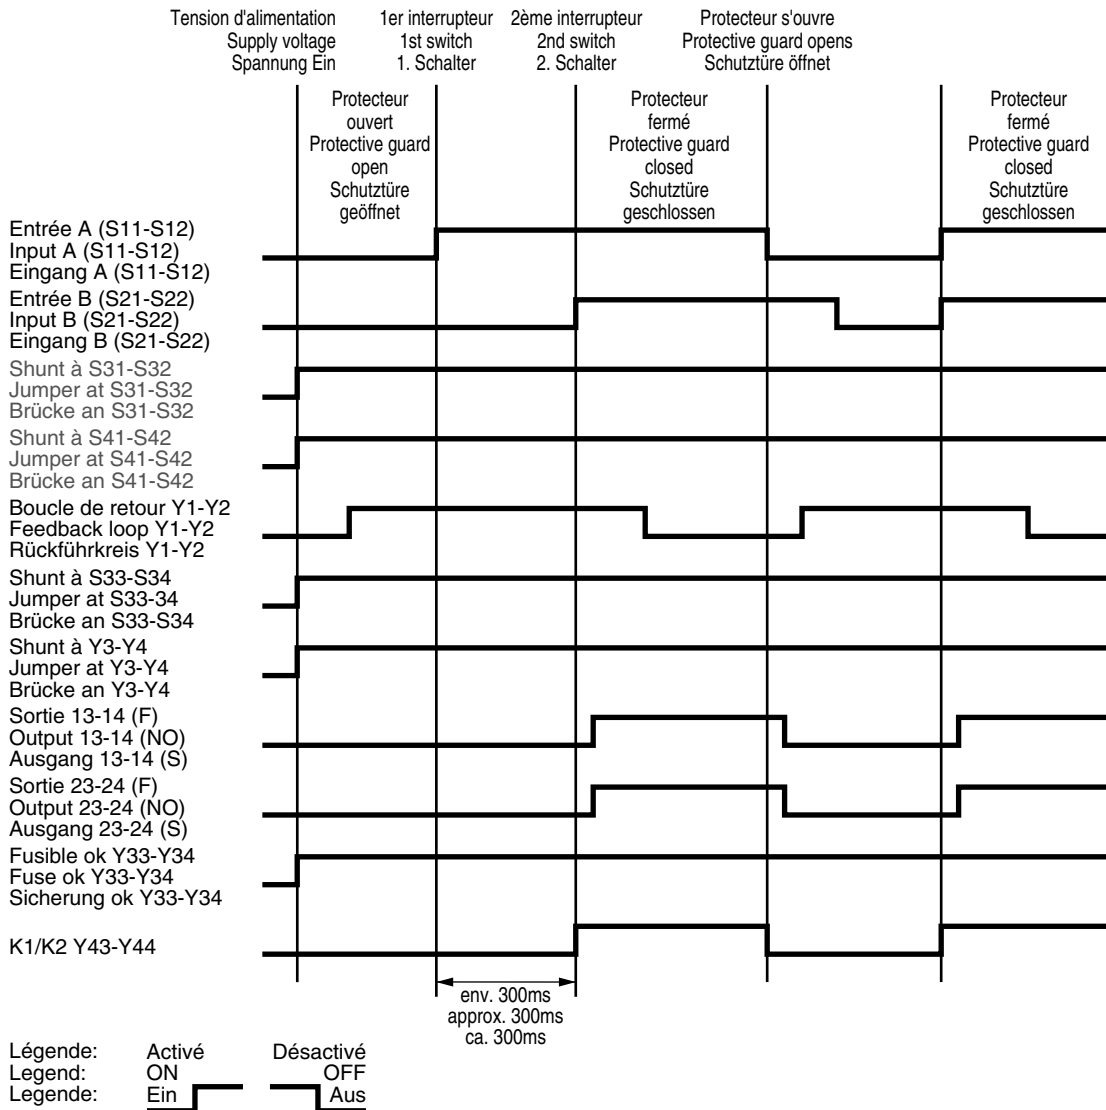 Tension d'alimentation
Supply voltage
Spannung Ein
1er interrupteur
1st switch
1. Schalter
2ème interrupteur
2nd switch
2. Schalter
Protecteur s'ouvre
Protective guard opens
Schutztüre öffnet
Protecteur
ouvert
Protective guard
open
Schutztüre
geöffnet
Protecteur
fermé
Protective guard
closed
Schutztüre
geschlossen
Protecteur
fermé
Protective guard
closed
Schutztüre
geschlossen
Entrée A (S11-S12)
Input A (S11-S12)
Eingang A (S11-S12)
Entrée B (S21-S22)
Input B (S21-S22)
Eingang B (S21-S22)
Shunt à S31-S32
Jumper at S31-S32
Brücke an S31-S32
Shunt à S41-S42
Jumper at S41-S42
Brücke an S41-S42
Boucle de retour Y1-Y2
Feedback loop Y1-Y2
Rückführkreis Y1-Y2
Shunt à S33-S34
Jumper at S33-34
Brücke an S33-S34
Shunt à Y3-Y4
Jumper at Y3-Y4
Brücke an Y3-Y4
Sortie 13-14 (F)
Output 13-14 (NO)
Ausgang 13-14 (S)
Sortie 23-24 (F)
Output 23-24 (NO)
Ausgang 23-24 (S)
Fusible ok Y33-Y34
Fuse ok Y33-Y34
Sicherung ok Y33-Y34
K1/K2 Y43-Y44
env. 300ms
approx. 300ms
ca. 300ms
Légende: Activé Désactivé
Legend: ON OFF
Legende: Ein Aus